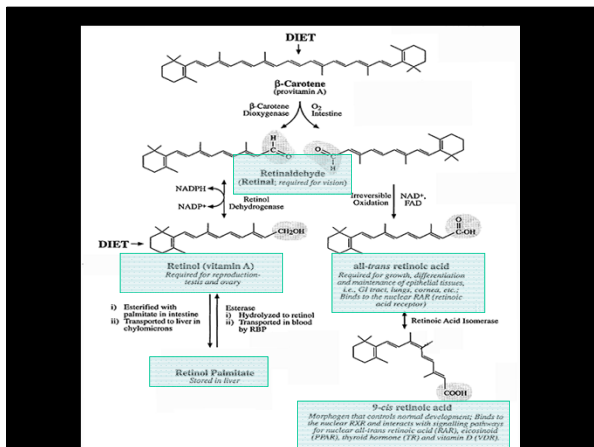 DIET
β-Carotene
(provitamin A)
β-Carotene
Dioxygenase
O2
Intestine
H
C
O
O
C
H
Retinaldehyde
(Retinal; required for vision)
NADPH
NADP+
Retinol
Dehydrogenase
Irreversible
Oxidation
NAD+,
FAD
DIET
CH2OH
O
C-OH
Retinol (vitamin A)
Required for reproduction-
testis and ovary
all-trans retinoic acid
Required for growth, differentiation
and maintenance of epithelial tissues,
i.e., GI tract, lungs, cornea, etc.;
Binds to the nuclear RAR (retinoic
acid receptor)
i) Esterified with
palmitate in intestine
ii) Transported to liver in
chylomicrons
Esterase
i) Hydrolyzed to retinol
ii) Transported in blood
by RBP
Retinoic Acid Isomerase
Retinol Palmitate
Stored in liver
COOH
9-cis retinoic acid
Morphogen that controls normal development; Binds to
the nuclear RXR and interacts with signalling pathways
for nuclear all-trans retinoic acid (RAR), eicosinoid
(PPAR), thyroid hormone (TR) and vitamin D (VDR).